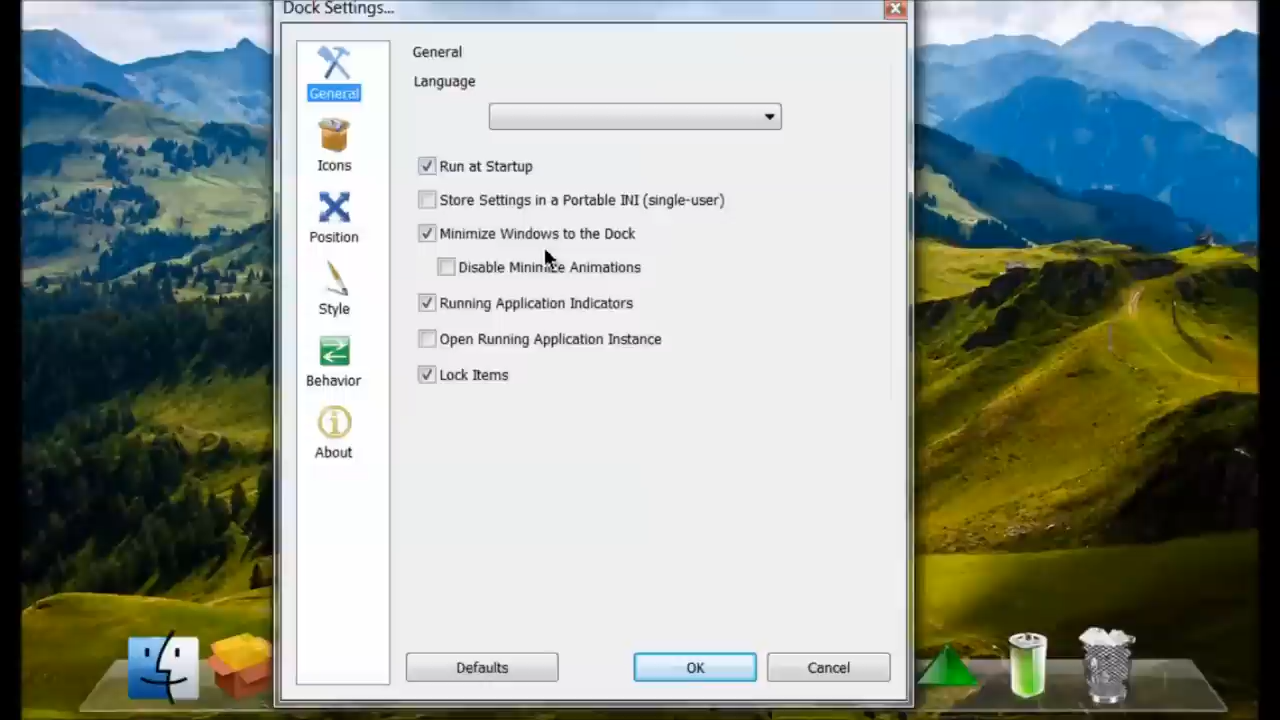 Dock Settings...
General
General
Language
Icons
Run at Startup
Store Settings in a Portable INI (single-user)
Position
Minimize Windows to the Dock
Disable Minimize Animations
Style
Running Application Indicators
Open Running Application Instance
Behavior
Lock Items
About
Defaults
OK
Cancel